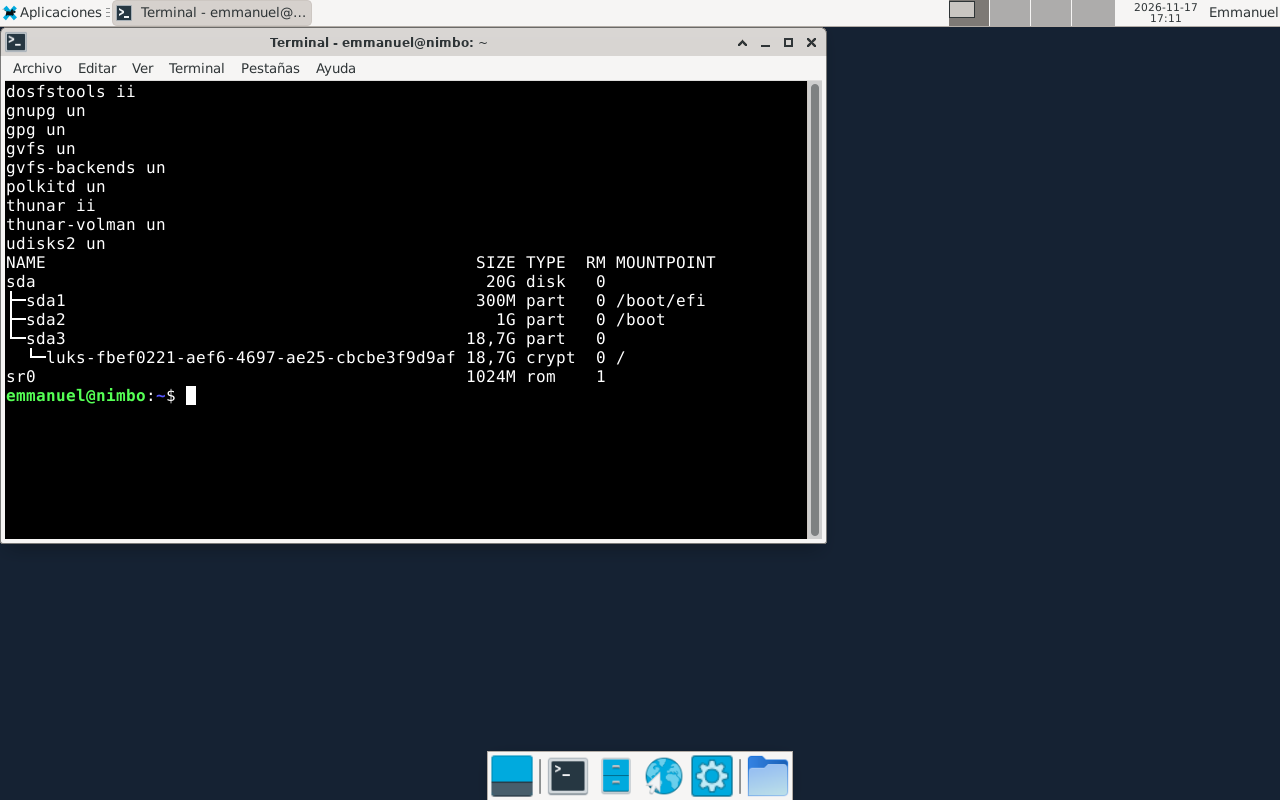 Aplicaciones
Terminal - emmanuel@...
2026-11-17
17:11
Emmanuel
Terminal - emmanuel@nimbo: ~
Archivo Editar Ver Terminal Pestañas Ayuda
dosfstools ii
gnupg un
gpg un
gvfs un
gvfs-backends un
polkitd un
thunar ii
thunar-volman un
udisks2 un
NAME SIZE TYPE RM MOUNTPOINT
sda 20G disk 0
├─sda1 300M part 0 /boot/efi
├─sda2 1G part 0 /boot
└─sda3 18,7G part 0
└─luks-fbef0221-aef6-4697-ae25-cbcbe3f9d9af 18,7G crypt 0 /
sr0 1024M rom 1
emmanuel@nimbo:~$